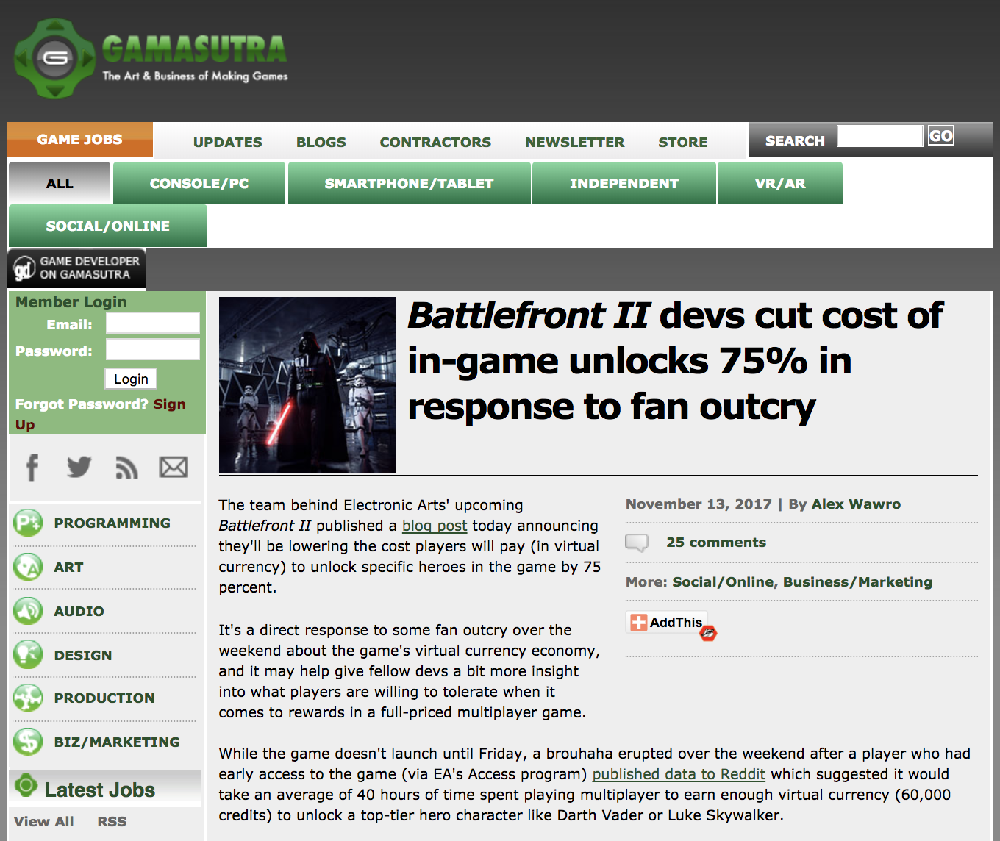 GAMASUTRA
The Art & Business of Making Games
GAME JOBS
UPDATES
BLOGS
CONTRACTORS
NEWSLETTER
STORE
SEARCH
GO
ALL
CONSOLE/PC
SMARTPHONE/TABLET
INDEPENDENT
VR/AR
SOCIAL/ONLINE
gd
GAME DEVELOPER
ON GAMASUTRA
Member Login
Email:
Password:
Login
Forgot Password? Sign
Up
PROGRAMMING
ART
AUDIO
DESIGN
PRODUCTION
BIZ/MARKETING
Latest Jobs
View All
RSS
Battlefront II devs cut cost of
in-game unlocks 75% in
response to fan outcry
November 13, 2017 | By Alex Wawro
25 comments
More: Social/Online, Business/Marketing
AddThis
The team behind Electronic Arts' upcoming
Battlefront II published a blog post today announcing
they'll be lowering the cost players will pay (in virtual
currency) to unlock specific heroes in the game by 75
percent.
It's a direct response to some fan outcry over the
weekend about the game's virtual currency economy,
and it may help give fellow devs a bit more insight
into what players are willing to tolerate when it
comes to rewards in a full-priced multiplayer game.
While the game doesn't launch until Friday, a brouhaha erupted over the weekend after a player who had
early access to the game (via EA's Access program) published data to Reddit which suggested it would
take an average of 40 hours of time spent playing multiplayer to earn enough virtual currency (60,000
credits) to unlock a top-tier hero character like Darth Vader or Luke Skywalker.